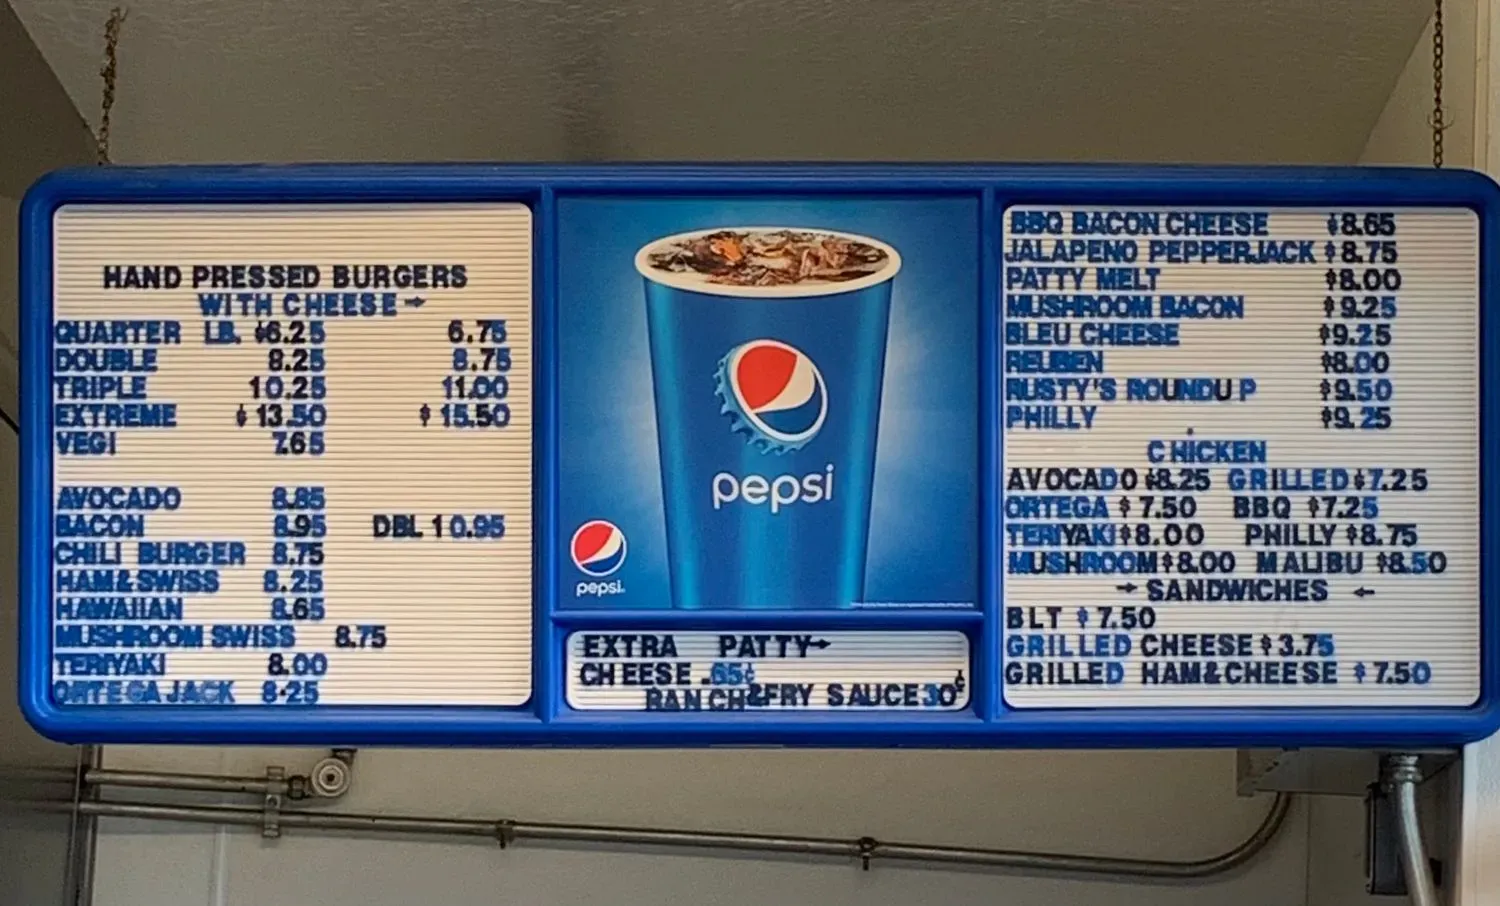 HAND PRESSED BURGERS
WITH CHEESE →
QUARTER LB. $6.25 6.75
DOUBLE 8.25 8.75
TRIPLE 10.25 11.00
EXTREME $ 13.50 $ 15.50
VEGI 7.65
AVOCADO 8.85
BACON 8.95 DBL 10.95
CHILI BURGER 8.75
HAM&SWISS 8.25
HAWAIIAN 8.65
MUSHROOM SWISS 8.75
TERIYAKI 8.00
ORTEGA JACK 8.25
pepsi
pepsi.
EXTRA PATTY→
CHEESE .65¢
RANCH&FRY SAUCE 30¢
BBQ BACON CHEESE $8.65
JALAPENO PEPPERJACK $8.75
PATTY MELT $8.00
MUSHROOM BACON $9.25
BLEU CHEESE $9.25
REUBEN $8.00
RUSTY'S ROUNDUP $9.50
PHILLY $9.25
CHICKEN
AVOCADO $8.25 GRILLED $7.25
ORTEGA $7.50 BBQ $7.25
TERIYAKI $8.00 PHILLY $8.75
MUSHROOM $8.00 MALIBU $8.50
→ SANDWICHES ←
BLT $7.50
GRILLED CHEESE $3.75
GRILLED HAM&CHEESE $7.50